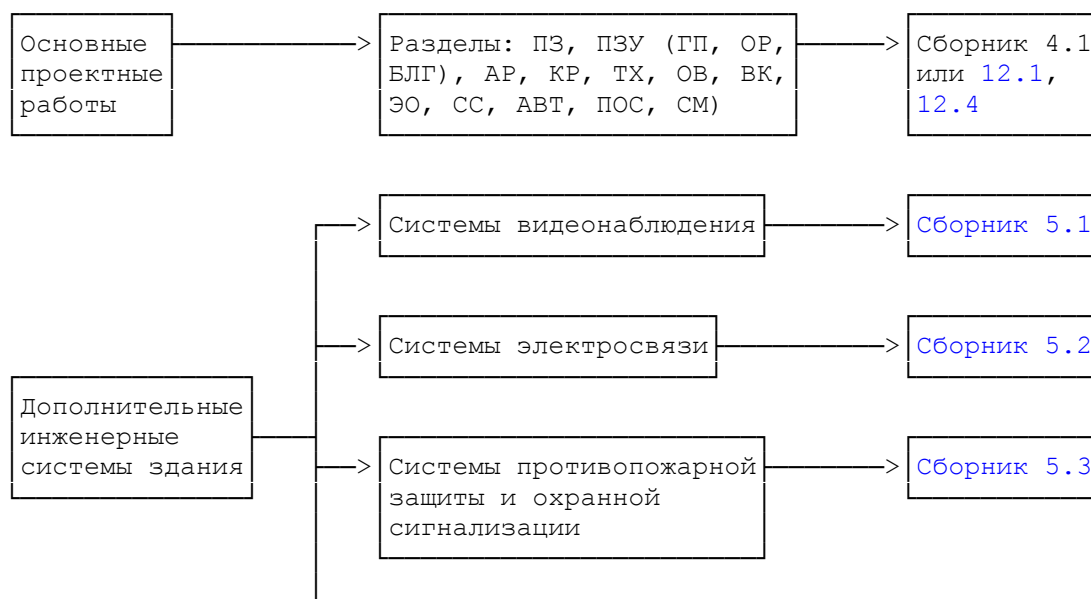 Основные
проектные
работы
Разделы: ПЗ, ПЗУ (ГП, ОР,
БЛГ), АР, КР, ТХ, ОВ, ВК,
ЭО, СС, АВТ, ПОС, СМ)
Сборник 4.1
или 12.1,
12.4
Системы видеонаблюдения
Сборник 5.1
Системы электросвязи
Сборник 5.2
Дополнительные
инженерные
системы здания
Системы противопожарной
защиты и охранной
сигнализации
Сборник 5.3